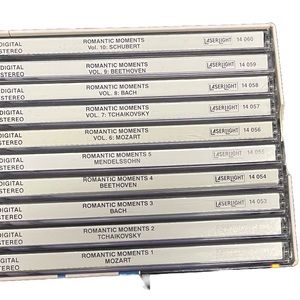 DIGITAL STEREO ROMANTIC MOMENTS Vol. 10: SCHUBERT LASERLIGHT 14 060
DIGITAL STEREO ROMANTIC MOMENTS VOL. 9: BEETHOVEN LASERLIGHT 14 059
DIGITAL STEREO ROMANTIC MOMENTS VOL. 8: BACH LASERLIGHT 14 058
DIGITAL STEREO ROMANTIC MOMENTS VOL. 7: TCHAIKOVSKY LASERLIGHT 14 057
DIGITAL STEREO ROMANTIC MOMENTS VOL. 6: MOZART LASERLIGHT 14 056
DIGITAL STEREO ROMANTIC MOMENTS 5 MENDELSSOHN LASERLIGHT 14 055
DIGITAL STEREO ROMANTIC MOMENTS 4 BEETHOVEN LASERLIGHT 14 054
DIGITAL STEREO ROMANTIC MOMENTS 3 BACH LASERLIGHT 14 053
DIGITAL STEREO ROMANTIC MOMENTS 2 TCHAIKOVSKY
DIGITAL STEREO ROMANTIC MOMENTS 1 MOZART